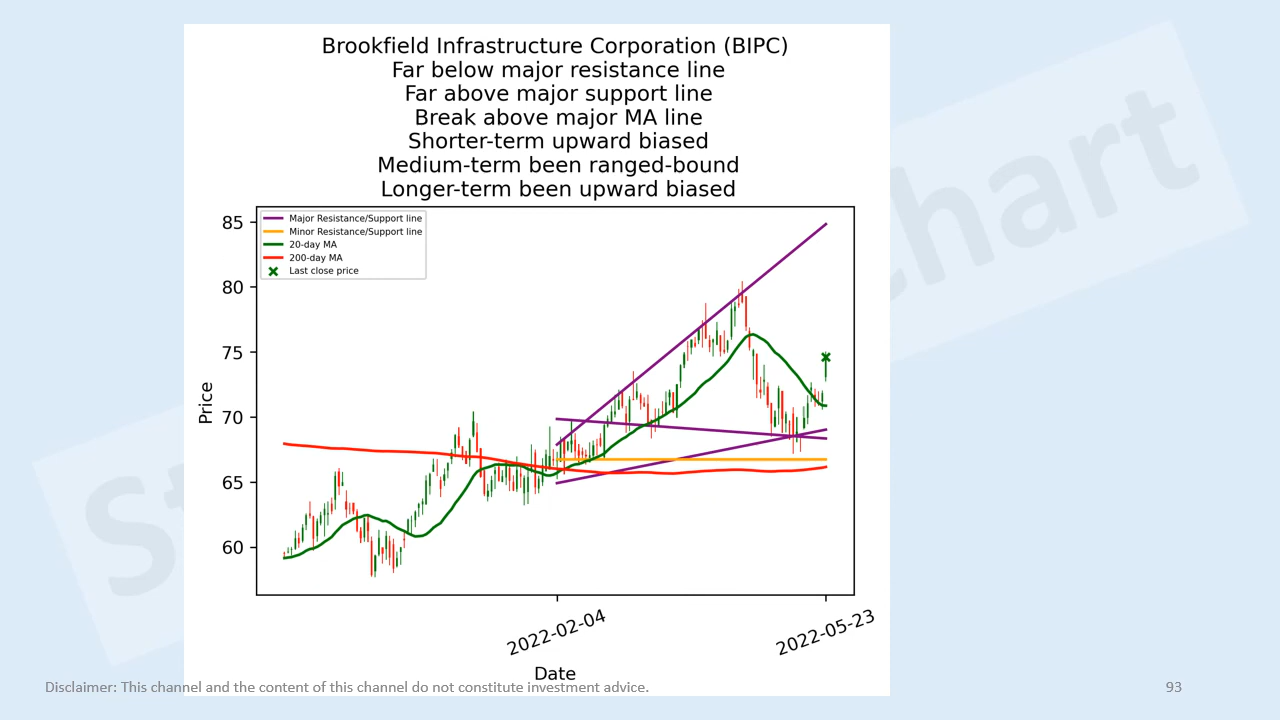 Brookfield Infrastructure Corporation (BIPC)
Far below major resistance line
Far above major support line
Break above major MA line
Shorter-term upward biased
Medium-term been ranged-bound
Longer-term been upward biased
Major Resistance/Support line
Minor Resistance/Support line
20-day MA
200-day MA
Last close price
85
80
75
70
65
60
Price
2022-02-04
2022-05-23
Date
Disclaimer: This channel and the content of this channel do not constitute investment advice.
93